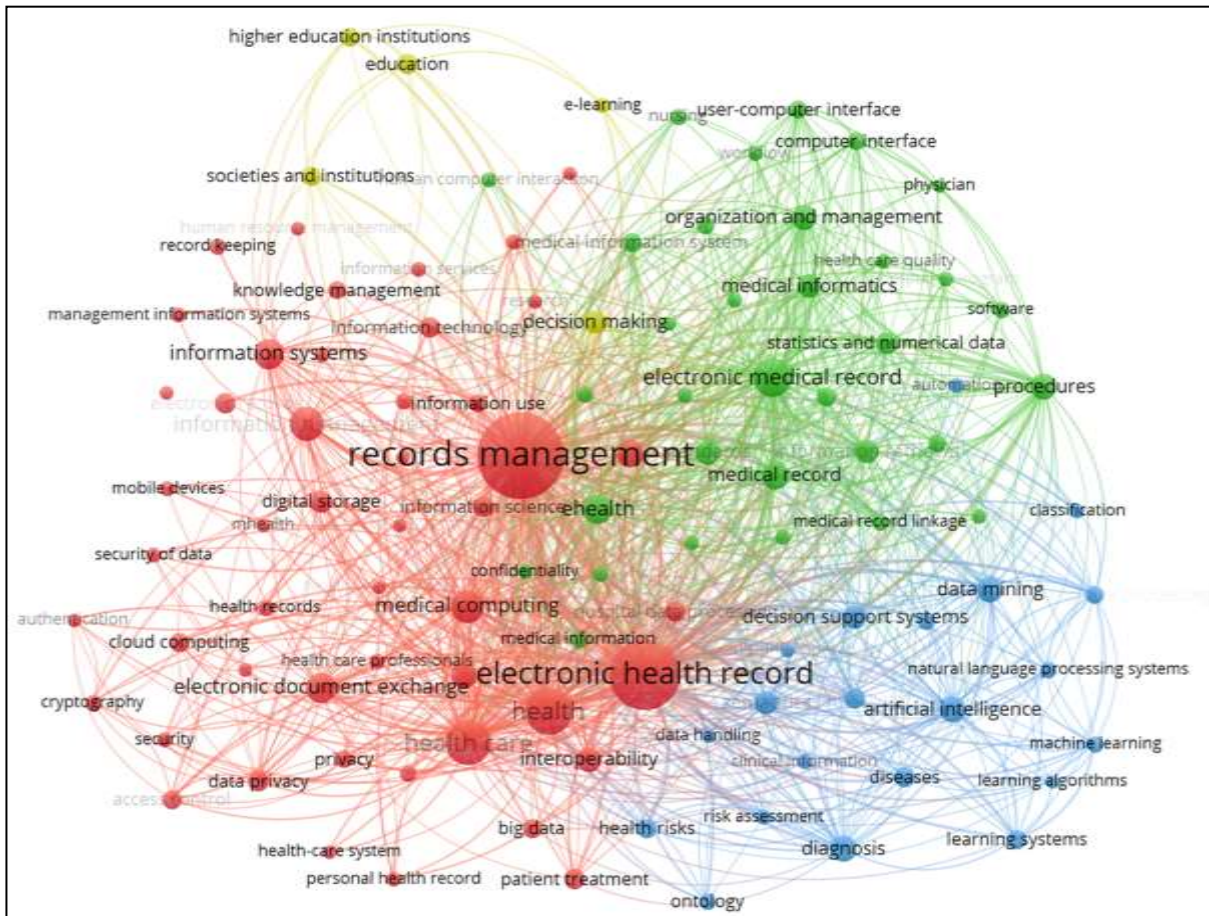 higher education institutions
education
e-learning
nursing
user-computer interface
computer interface
workflow
societies and institutions
human computer interaction
physician
organization and management
human resource management
record keeping
medical information system
information services
health care quality
knowledge management
medical informatics
research
management information systems
information technology
decision making
software
statistics and numerical data
information systems
electronic medical record
automation
procedures
information use
information management
records management
medical record
mobile devices
digital storage
information science
ehealth
mhealth
medical record linkage
classification
security of data
confidentiality
data mining
health records
medical computing
authentication
decision support systems
cloud computing
medical information
health care professionals
natural language processing systems
electronic health record
electronic document exchange
cryptography
health
artificial intelligence
security
health care
data handling
machine learning
privacy
interoperability
clinical information
data privacy
diseases
learning algorithms
access control
risk assessment
big data
health risks
learning systems
health-care system
diagnosis
personal health record
patient treatment
ontology